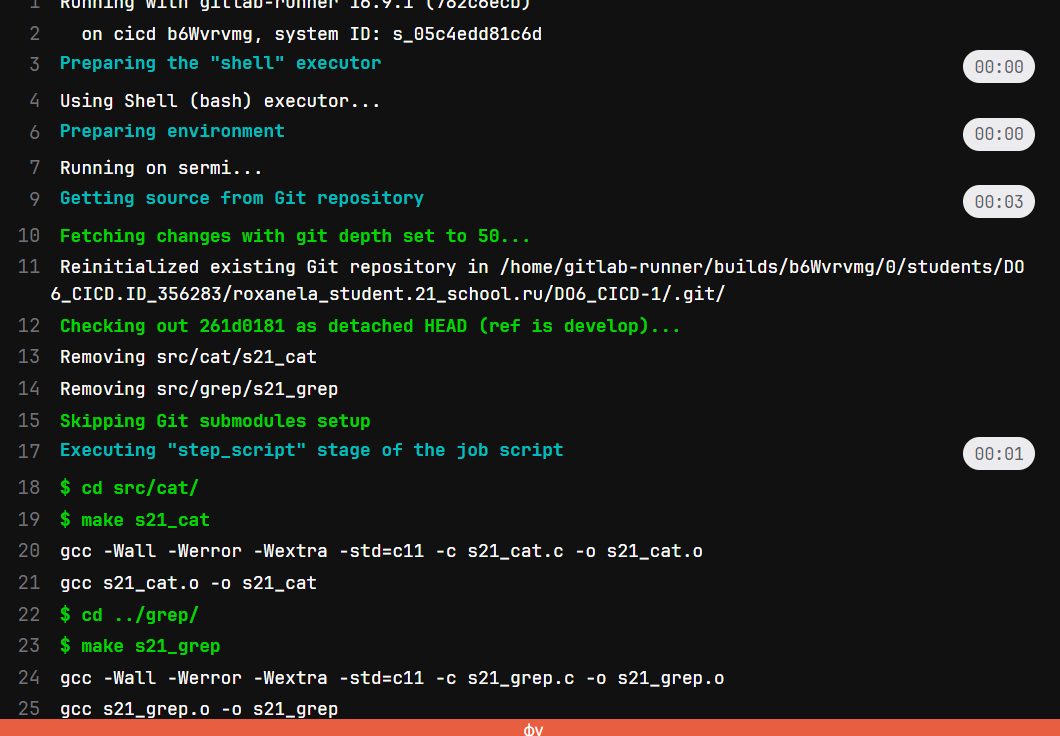 1 Running with gitlab-runner 16.9.1 (782c6ecb)
2 on cicd b6Wvrvmg, system ID: s_05c4edd81c6d
3 Preparing the "shell" executor 00:00
4 Using Shell (bash) executor...
6 Preparing environment 00:00
7 Running on sermi...
9 Getting source from Git repository 00:03
10 Fetching changes with git depth set to 50...
11 Reinitialized existing Git repository in /home/gitlab-runner/builds/b6Wvrvmg/0/students/DO
6_CICD.ID_356283/roxanela_student.21_school.ru/DO6_CICD-1/.git/
12 Checking out 261d0181 as detached HEAD (ref is develop)...
13 Removing src/cat/s21_cat
14 Removing src/grep/s21_grep
15 Skipping Git submodules setup
17 Executing "step_script" stage of the job script 00:01
18 $ cd src/cat/
19 $ make s21_cat
20 gcc -Wall -Werror -Wextra -std=c11 -c s21_cat.c -o s21_cat.o
21 gcc s21_cat.o -o s21_cat
22 $ cd ../grep/
23 $ make s21_grep
24 gcc -Wall -Werror -Wextra -std=c11 -c s21_grep.c -o s21_grep.o
25 gcc s21_grep.o -o s21_grep